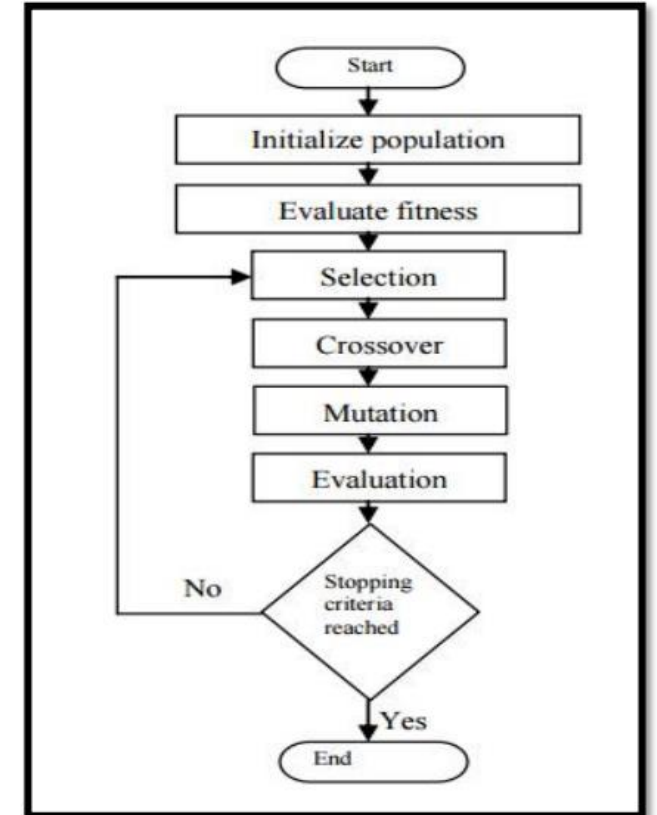 Start
Initialize population
Evaluate fitness
Selection
Crossover
Mutation
Evaluation
Stopping
criteria
reached
No
Yes
End